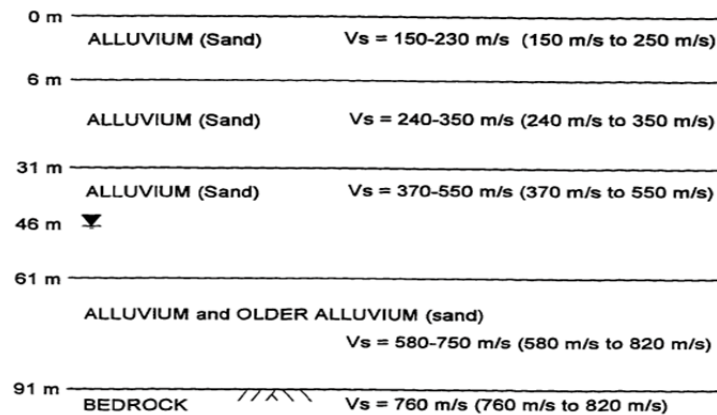 0 m
ALLUVIUM (Sand) Vs = 150-230 m/s (150 m/s to 250 m/s)
6 m
ALLUVIUM (Sand) Vs = 240-350 m/s (240 m/s to 350 m/s)
31 m
ALLUVIUM (Sand) Vs = 370-550 m/s (370 m/s to 550 m/s)
46 m
61 m
ALLUVIUM and OLDER ALLUVIUM (sand)
Vs = 580-750 m/s (580 m/s to 820 m/s)
91 m
BEDROCK Vs = 760 m/s (760 m/s to 820 m/s)